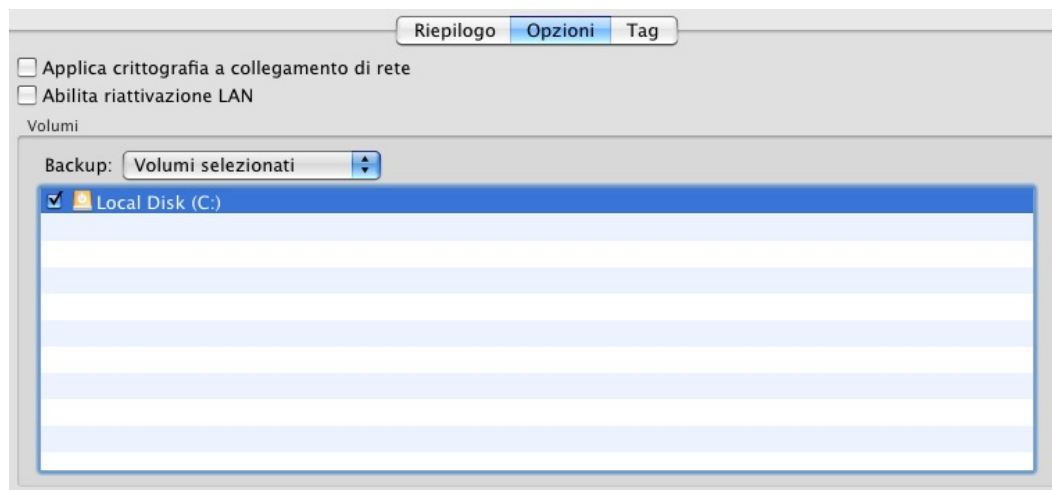 Riepilogo Opzioni Tag
Applica crittografia a collegamento di rete
Abilita riattivazione LAN
Volumi
Backup: Volumi selezionati
Local Disk (C:)